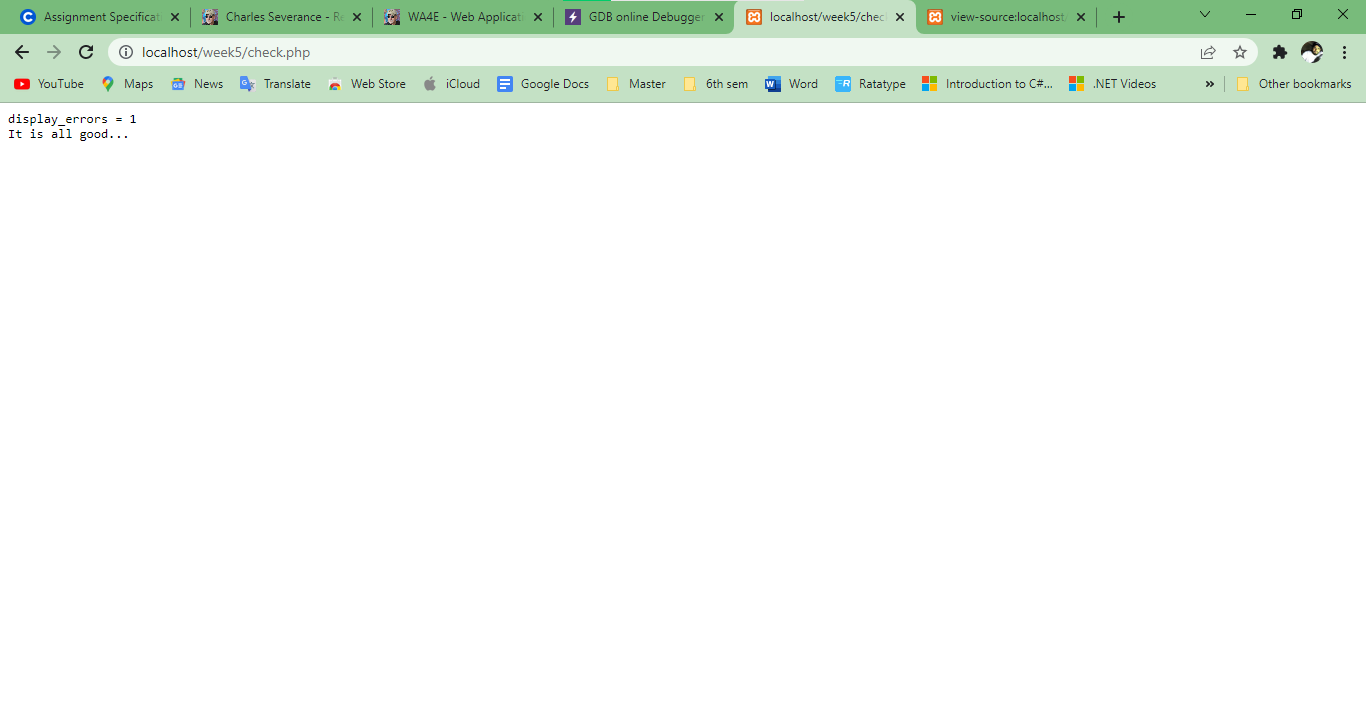 Assignment Specificat
Charles Severance - Re
WA4E - Web Applicati
GDB online Debugger
localhost/week5/chec
view-source:localhost/
localhost/week5/check.php
YouTube Maps News Translate Web Store iCloud Google Docs Master 6th sem Word Ratatype Introduction to C#... .NET Videos » Other bookmarks
display_errors = 1
It is all good...